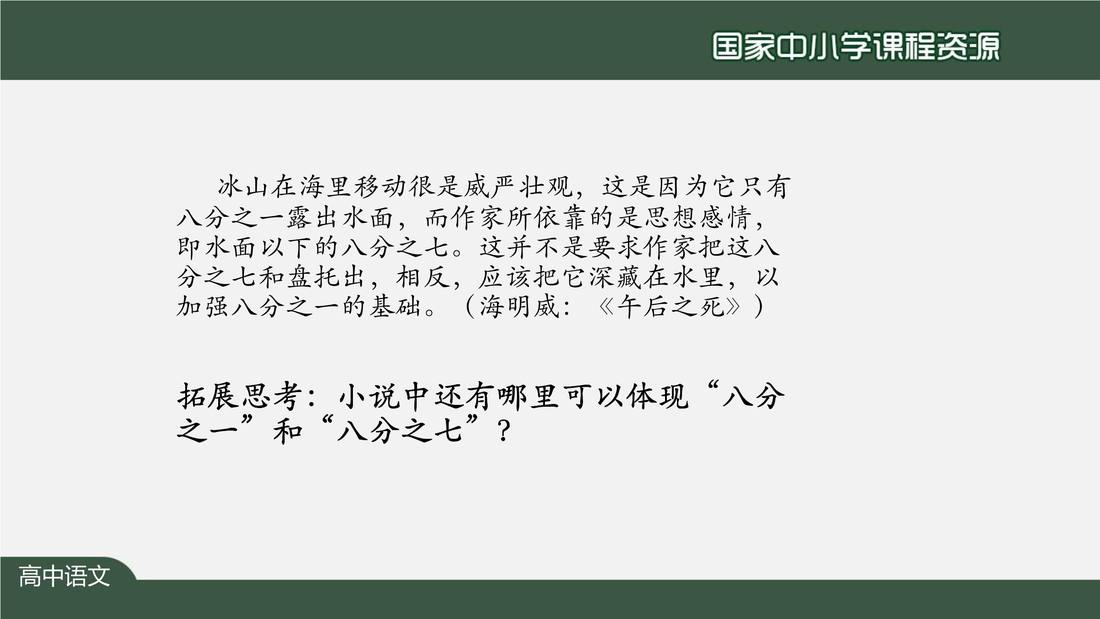 国家中小学课程资源
冰山在海里移动很是威严壮观，这是因为它只有
八分之一露出水面，而作家所依靠的是思想感情，
即水面以下的八分之七。这并不是要求作家把这八
分之七和盘托出，相反，应该把它深藏在水里，以
加强八分之一的基础。（海明威：《午后之死》）
拓展思考：小说中还有哪里可以体现“八分
之一”和“八分之七”？
高中语文